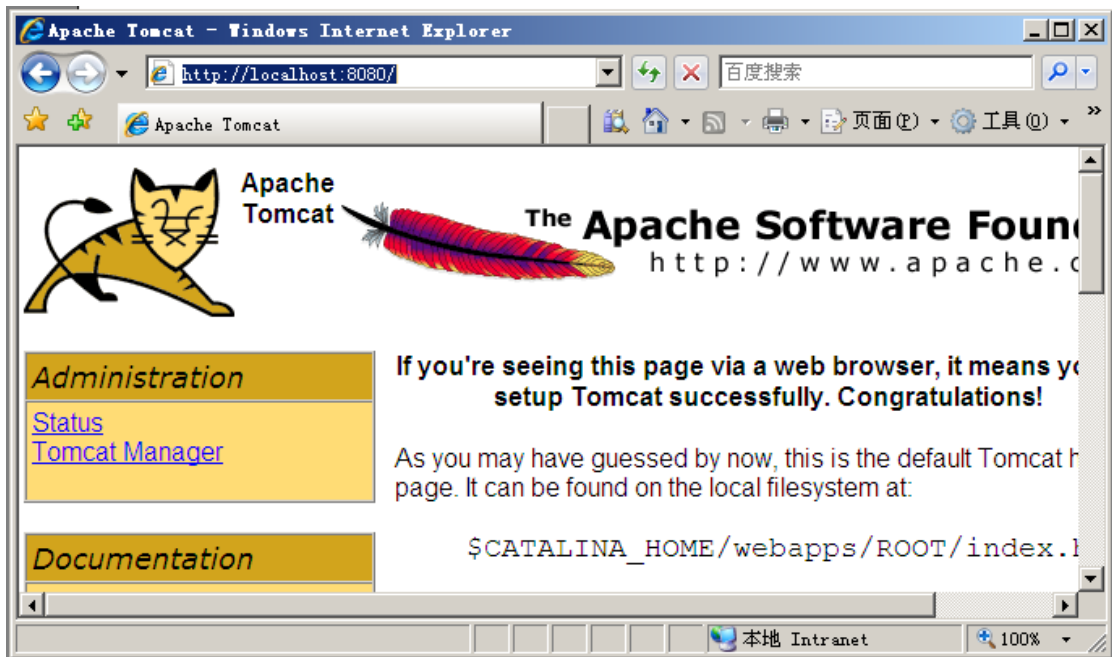 Apache Tomcat - Windows Internet Explorer
http://localhost:8080/
百度搜索
Apache Tomcat
页面(P)
工具(O)
»
Apache
Tomcat
The Apache Software Foun
http://www.apache.
Administration
Status
Tomcat Manager
If you're seeing this page via a web browser, it means yo
setup Tomcat successfully. Congratulations!
As you may have guessed by now, this is the default Tomcat h
page. It can be found on the local filesystem at:
$CATALINA_HOME/webapps/ROOT/index.h
Documentation
本地 Intranet
100%